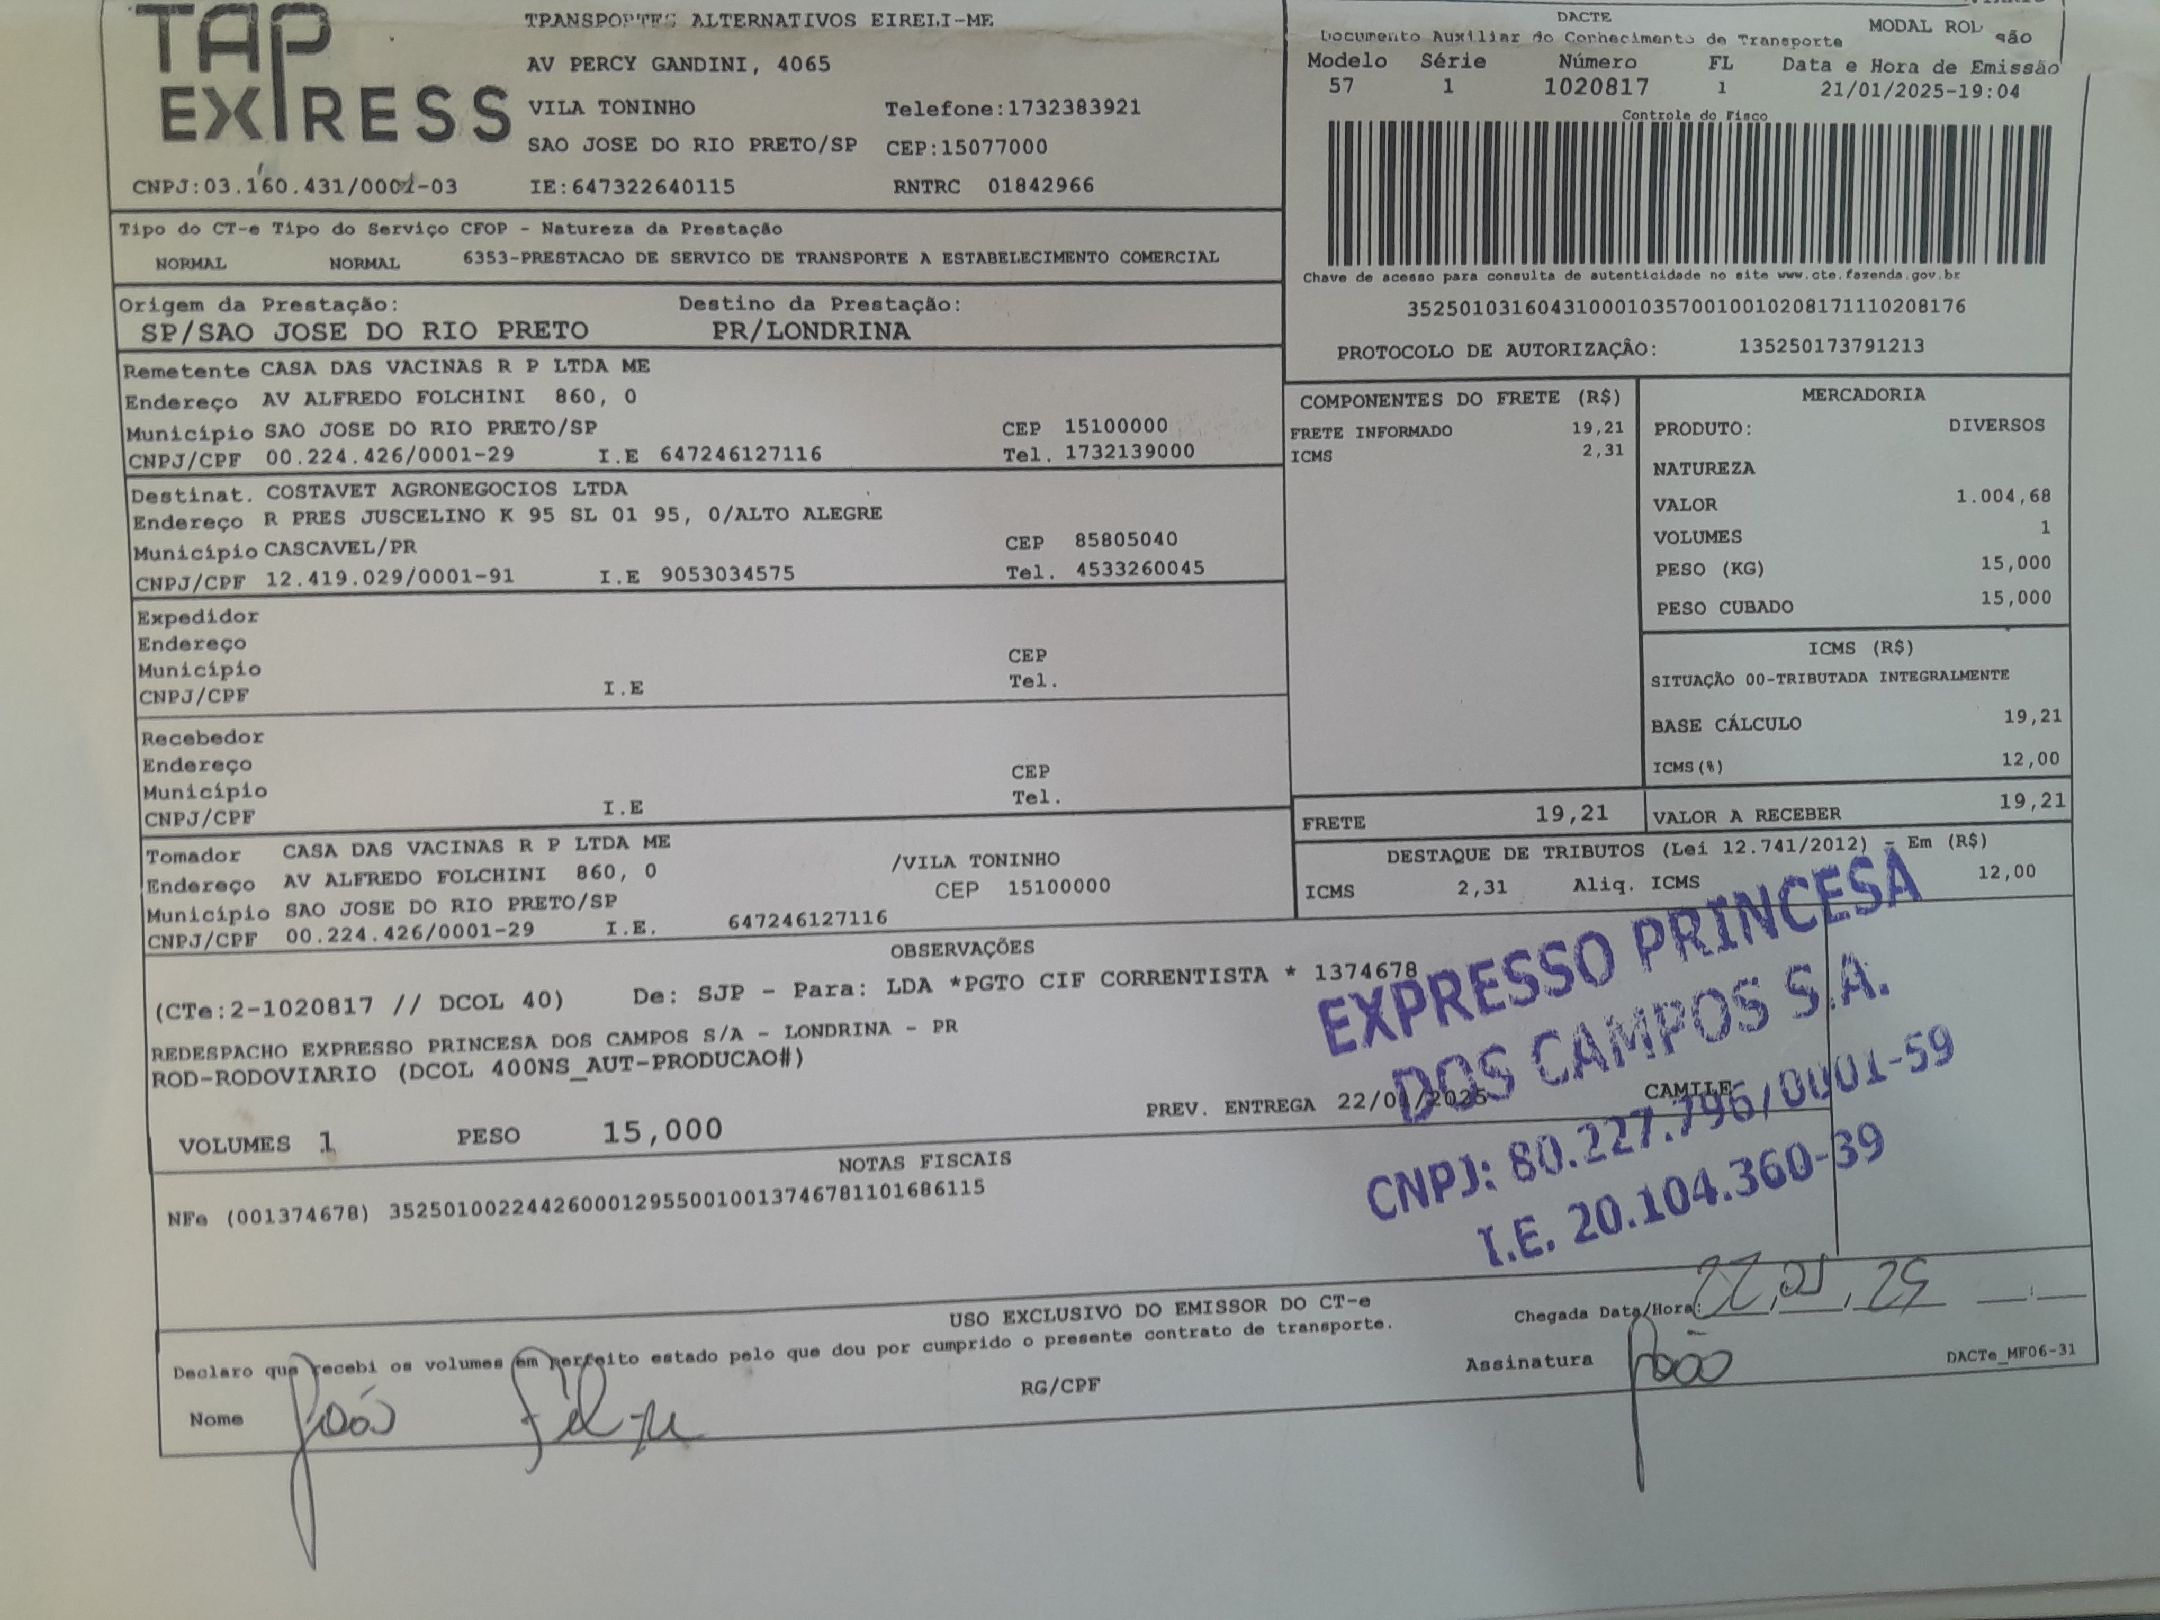 TAP EXPRESS
TRANSPORTES ALTERNATIVOS EIRELI-ME
AV PERCY GANDINI, 4065
VILA TONINHO Telefone:1732383921
SAO JOSE DO RIO PRETO/SP CEP:15077000
CNPJ:03.160.431/0001-03 IE:647322640115 RNTRC 01842966
DACTE
Documento Auxiliar do Conhecimento de Transporte MODAL
Modelo Série Número FL Data e Hora de Emissão
57 1 1020817 1 21/01/2025-19:04
Controle do Fisco
Chave de acesso para consulta de autenticidade no site www.cte.fazenda.gov.br
35250103160431000103570010010208171110208176
PROTOCOLO DE AUTORIZAÇÃO: 135250173791213
Tipo do CT-e Tipo do Serviço CFOP - Natureza da Prestação
NORMAL NORMAL 6353-PRESTACAO DE SERVICO DE TRANSPORTE A ESTABELECIMENTO COMERCIAL
Origem da Prestação: Destino da Prestação:
SP/SAO JOSE DO RIO PRETO PR/LONDRINA
Remetente CASA DAS VACINAS R P LTDA ME
Endereço AV ALFREDO FOLCHINI 860, 0
Município SAO JOSE DO RIO PRETO/SP CEP 15100000
CNPJ/CPF 00.224.426/0001-29 I.E 647246127116 Tel. 1732139000
Destinat. COSTAVET AGRONEGOCIOS LTDA
Endereço R PRES JUSCELINO K 95 SL 01 95, 0/ALTO ALEGRE
Município CASCAVEL/PR CEP 85805040
CNPJ/CPF 12.419.029/0001-91 I.E 9053034575 Tel. 4533260045
Expedidor
Endereço
Município CEP
CNPJ/CPF I.E Tel.
Recebedor
Endereço
Município CEP
CNPJ/CPF I.E Tel.
Tomador CASA DAS VACINAS R P LTDA ME
Endereço AV ALFREDO FOLCHINI 860, 0 /VILA TONINHO
Município SAO JOSE DO RIO PRETO/SP CEP 15100000
CNPJ/CPF 00.224.426/0001-29 I.E. 647246127116
COMPONENTES DO FRETE (R$)
FRETE INFORMADO 19,21
ICMS 2,31
MERCADORIA
PRODUTO: DIVERSOS
NATUREZA
VALOR 1.004,68
VOLUMES 1
PESO (KG) 15,000
PESO CUBADO 15,000
ICMS (R$)
SITUAÇÃO 00-TRIBUTADA INTEGRALMENTE
BASE CÁLCULO 19,21
ICMS(%) 12,00
FRETE 19,21 VALOR A RECEBER 19,21
DESTAQUE DE TRIBUTOS (Lei 12.741/2012) - Em (R$)
ICMS 2,31 Aliq. ICMS 12,00
OBSERVAÇÕES
(CTe:2-1020817 // DCOL 40) De: SJP - Para: LDA *PGTO CIF CORRENTISTA * 1374678
REDESPACHO EXPRESSO PRINCESA DOS CAMPOS S/A - LONDRINA - PR
ROD-RODOVIARIO (DCOL 400NS_AUT-PRODUCAO#)
PREV. ENTREGA 22/01/2025 CAMILE
VOLUMES 1 PESO 15,000
EXPRESSO PRINCESA
DOS CAMPOS S.A.
CNPJ: 80.227.796/0001-59
I.E. 20.104.360-39
NOTAS FISCAIS
NFe (001374678) 35250100224426000129550010013746781101686115
USO EXCLUSIVO DO EMISSOR DO CT-e
Chegada Data/Hora: 22,01,25
Declaro que recebi os volumes em perfeito estado pelo que dou por cumprido o presente contrato de transporte.
Assinatura João DACTe_MF06-31
Nome João Felipe RG/CPF